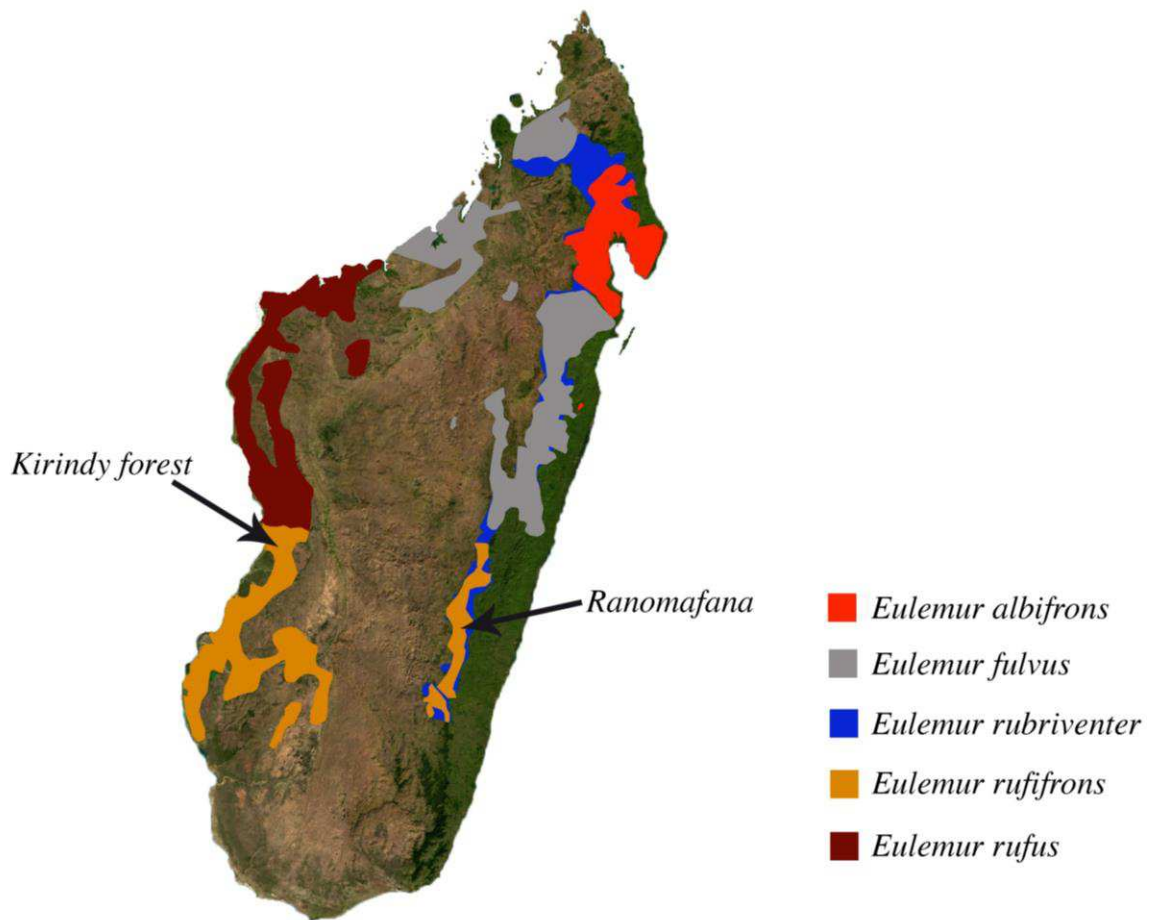 Kirindy forest
Ranomafana
Eulemur albifrons
Eulemur fulvus
Eulemur rubriventer
Eulemur rufifrons
Eulemur rufus